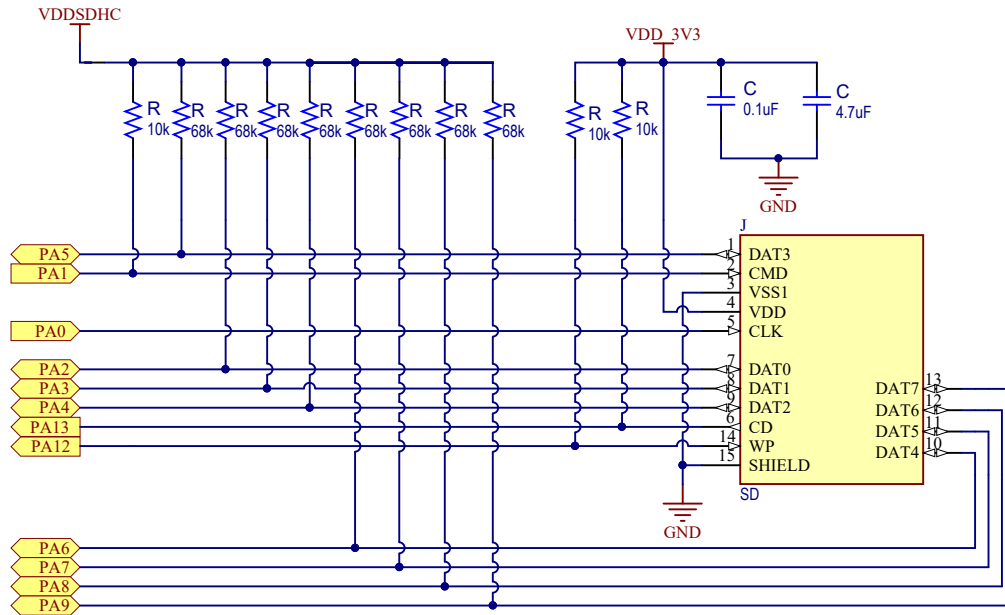 VDDSDHC
VDD_3V3
R
10k
R
68k
R
68k
R
68k
R
68k
R
68k
R
68k
R
68k
R
68k
R
10k
R
10k
C
0.1uF
C
4.7uF
GND
J
PA5
1
DAT3
PA1
2
CMD
3
VSS1
4
VDD
PA0
5
CLK
PA2
7
DAT0
PA3
8
DAT1
DAT7
13
PA4
9
DAT2
DAT6
12
PA13
6
CD
DAT5
11
PA12
14
WP
DAT4
10
15
SHIELD
SD
GND
PA6
PA7
PA8
PA9